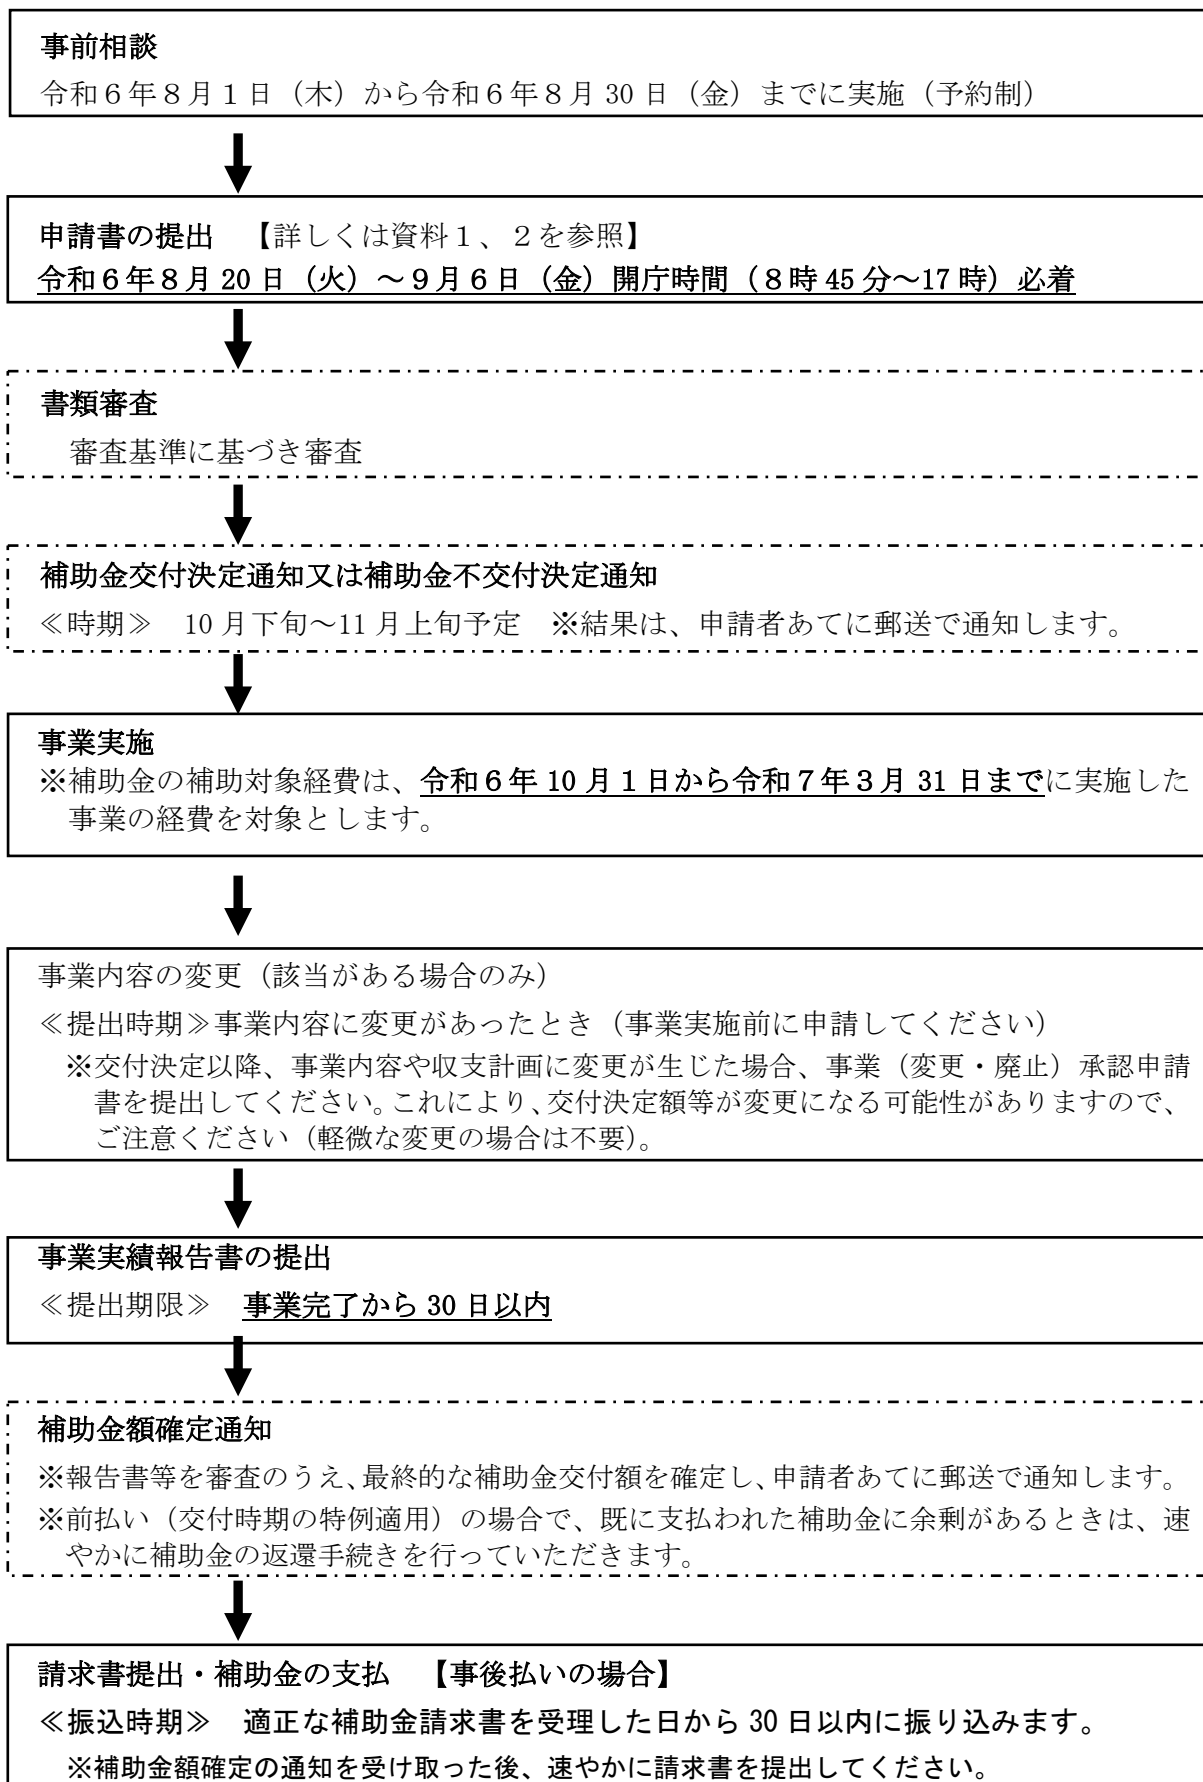 事前相談
令和６年８月１日（木）から令和６年８月 30 日（金）までに実施（予約制）
申請書の提出　【詳しくは資料１、２を参照】
令和６年８月 20 日（火）～９月６日（金）開庁時間（８時 45 分～17 時）必着
書類審査
審査基準に基づき審査
補助金交付決定通知又は補助金不交付決定通知
≪時期≫　10 月下旬～11 月上旬予定　※結果は、申請者あてに郵送で通知します。
事業実施
※補助金の補助対象経費は、令和６年 10 月１日から令和７年３月 31 日までに実施した
事業の経費を対象とします。
事業内容の変更（該当がある場合のみ）
≪提出時期≫事業内容に変更があったとき（事業実施前に申請してください）
※交付決定以降、事業内容や収支計画に変更が生じた場合、事業（変更・廃止）承認申請
書を提出してください。これにより、交付決定額等が変更になる可能性がありますので、
ご注意ください（軽微な変更の場合は不要）。
事業実績報告書の提出
≪提出期限≫　事業完了から 30 日以内
補助金額確定通知
※報告書等を審査のうえ、最終的な補助金交付額を確定し、申請者あてに郵送で通知します。
※前払い（交付時期の特例適用）の場合で、既に支払われた補助金に余剰があるときは、速
やかに補助金の返還手続きを行っていただきます。
請求書提出・補助金の支払　【事後払いの場合】
≪振込時期≫　適正な補助金請求書を受理した日から 30 日以内に振り込みます。
※補助金額確定の通知を受け取った後、速やかに請求書を提出してください。